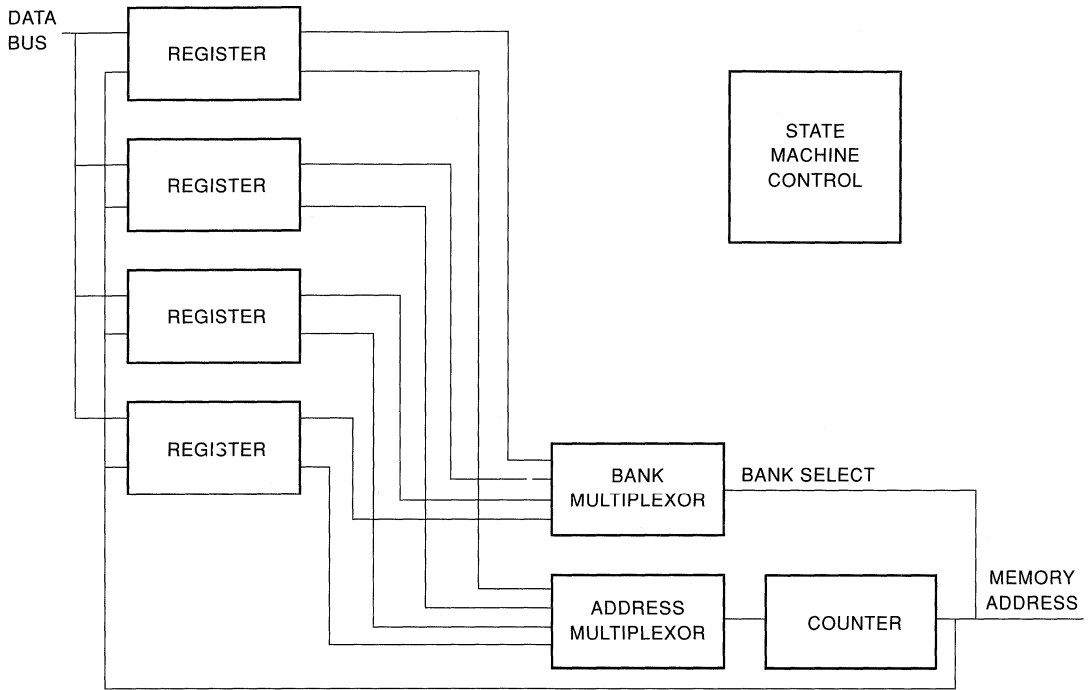 DATA
BUS
REGISTER
STATE
MACHINE
CONTROL
REGISTER
REGISTER
REGISTER
BANK
MULTIPLEXOR
BANK SELECT
MEMORY
ADDRESS
ADDRESS
MULTIPLEXOR
COUNTER